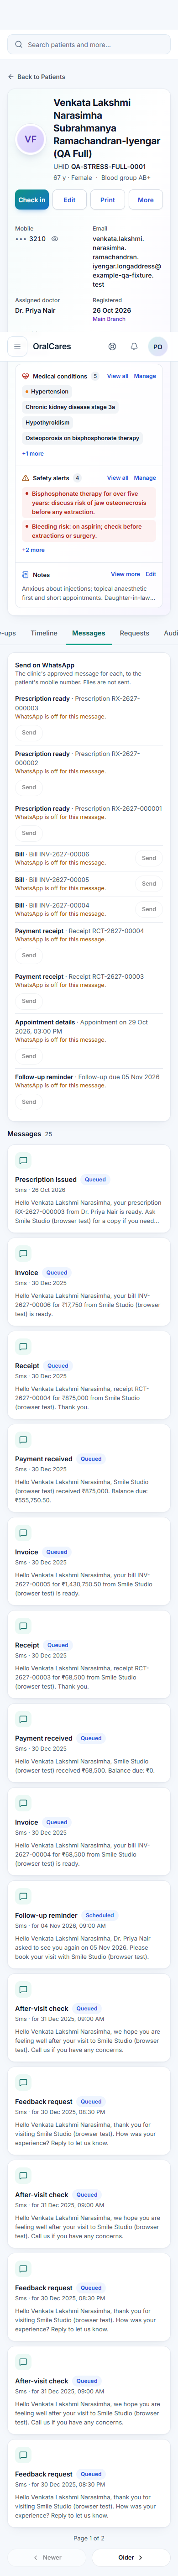 Search patients and more...
Back to Patients
VF
Venkata Lakshmi
Narasimha
Subrahmanya
Ramachandran-Iyengar
(QA Full)
UHID QA-STRESS-FULL-0001
67 y · Female · Blood group AB+
Check in
Edit
Print
More
Mobile
••• 3210
Email
venkata.lakshmi.
narasimha.
ramachandran.
iyengar.longaddress@
example-qa-fixture.
test
Assigned doctor
Dr. Priya Nair
Registered
26 Oct 2026
Main Branch
OralCares
PO
Medical conditions 5 View all Manage
Hypertension
Chronic kidney disease stage 3a
Hypothyroidism
Osteoporosis on bisphosphonate therapy
+1 more
Safety alerts 4 View all Manage
Bisphosphonate therapy for over five
years: discuss risk of jaw osteonecrosis
before any extraction.
Bleeding risk: on aspirin; check before
extractions or surgery.
+2 more
Notes View more Edit
Anxious about injections; topical anaesthetic
first and short appointments. Daughter-in-law...
-ups
Timeline
Messages
Requests
Audi
Send on WhatsApp
The clinic's approved message for each, to the
patient's mobile number. Files are not sent.
Prescription ready · Prescription RX-2627-
000003
WhatsApp is off for this message.
Send
Prescription ready · Prescription RX-2627-
000002
WhatsApp is off for this message.
Send
Prescription ready · Prescription RX-2627-000001
WhatsApp is off for this message.
Send
Bill · Bill INV-2627-00006
WhatsApp is off for this message.
Send
Bill · Bill INV-2627-00005
WhatsApp is off for this message.
Send
Bill · Bill INV-2627-00004
WhatsApp is off for this message.
Send
Payment receipt · Receipt RCT-2627-00004
WhatsApp is off for this message.
Send
Payment receipt · Receipt RCT-2627-00003
WhatsApp is off for this message.
Send
Appointment details · Appointment on 29 Oct
2026, 03:00 PM
WhatsApp is off for this message.
Send
Follow-up reminder · Follow-up due 05 Nov 2026
WhatsApp is off for this message.
Send
Messages 25
Prescription issued Queued
Sms · 26 Oct 2026
Hello Venkata Lakshmi Narasimha, your prescription
RX-2627-000003 from Dr. Priya Nair is ready. Ask
Smile Studio (browser test) for a copy if you need...
Invoice Queued
Sms · 30 Dec 2025
Hello Venkata Lakshmi Narasimha, your bill INV-
2627-00006 for ₹17,750 from Smile Studio (browser
test) is ready.
Receipt Queued
Sms · 30 Dec 2025
Hello Venkata Lakshmi Narasimha, receipt RCT-
2627-00003 for ₹875,000 from Smile Studio
(browser test). Thank you.
Payment received Queued
Sms · 30 Dec 2025
Hello Venkata Lakshmi Narasimha, Smile Studio
(browser test) received ₹875,000. Balance due:
₹555,750.50.
Invoice Queued
Sms · 30 Dec 2025
Hello Venkata Lakshmi Narasimha, your bill INV-
2627-00005 for ₹1,430,750.50 from Smile Studio
(browser test) is ready.
Receipt Queued
Sms · 30 Dec 2025
Hello Venkata Lakshmi Narasimha, receipt RCT-
2627-00003 for ₹68,500 from Smile Studio
(browser test). Thank you.
Payment received Queued
Sms · 30 Dec 2025
Hello Venkata Lakshmi Narasimha, Smile Studio
(browser test) received ₹68,500. Balance due: ₹0.
Invoice Queued
Sms · 30 Dec 2025
Hello Venkata Lakshmi Narasimha, your bill INV-
2627-00004 for ₹68,500 from Smile Studio
(browser test) is ready.
Follow-up reminder Scheduled
Sms · for 04 Nov 2026, 09:00 AM
Hello Venkata Lakshmi Narasimha, Dr. Priya Nair
asked to see you again on 05 Nov 2026. Please
book your visit with Smile Studio (browser test).
After-visit check Queued
Sms · for 31 Dec 2025, 09:00 AM
Hello Venkata Lakshmi Narasimha, we hope you are
feeling well after your visit to Smile Studio (browser
test). Call us if you have any concerns.
Feedback request Queued
Sms · for 30 Dec 2025, 08:30 PM
Hello Venkata Lakshmi Narasimha, thank you for
visiting Smile Studio (browser test). How was your
experience? Reply to let us know.
After-visit check Queued
Sms · for 31 Dec 2025, 09:00 AM
Hello Venkata Lakshmi Narasimha, we hope you are
feeling well after your visit to Smile Studio (browser
test). Call us if you have any concerns.
Feedback request Queued
Sms · for 30 Dec 2025, 08:30 PM
Hello Venkata Lakshmi Narasimha, thank you for
visiting Smile Studio (browser test). How was your
experience? Reply to let us know.
After-visit check Queued
Sms · for 31 Dec 2025, 09:00 AM
Hello Venkata Lakshmi Narasimha, we hope you are
feeling well after your visit to Smile Studio (browser
test). Call us if you have any concerns.
Feedback request Queued
Sms · for 30 Dec 2025, 08:30 PM
Hello Venkata Lakshmi Narasimha, thank you for
visiting Smile Studio (browser test). How was your
experience? Reply to let us know.
Page 1 of 2
Newer
Older